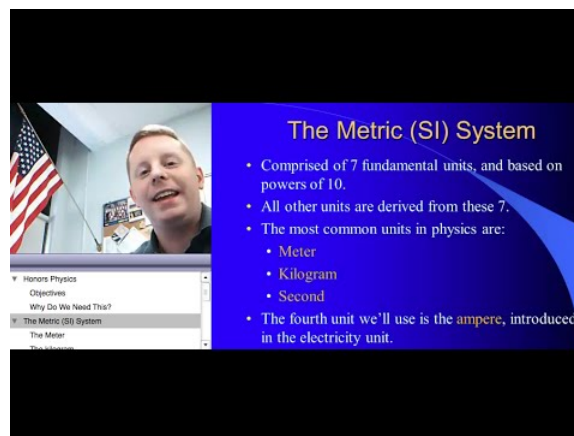 The Metric (SI) System
• Comprised of 7 fundamental units, and based on
powers of 10.
• All other units are derived from these 7.
• The most common units in physics are:
• Meter
• Kilogram
• Second
• The fourth unit we'll use is the ampere, introduced
in the electricity unit.
Honors Physics
Objectives
Why Do We Need This?
The Metric (SI) System
The Meter
The kilogram